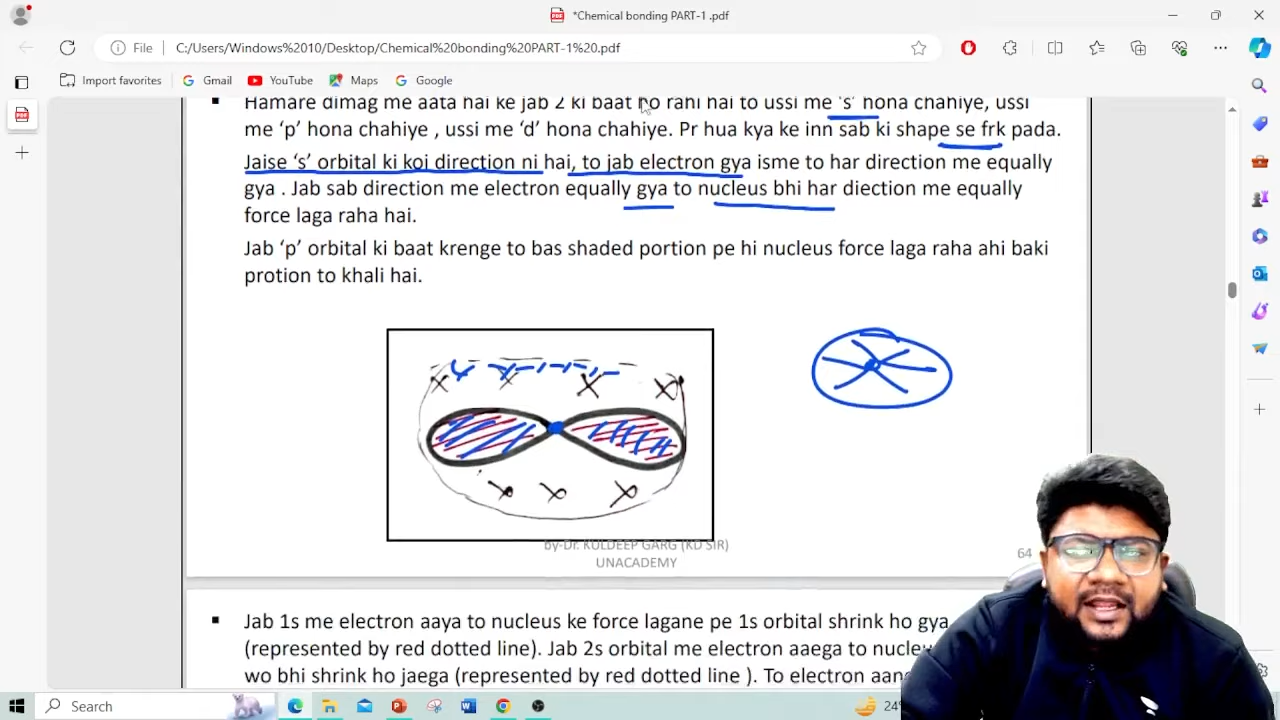 *Chemical bonding PART-1 .pdf
File
C:/Users/Windows%2010/Desktop/Chemical%20bonding%20PART-1%20.pdf
Import favorites
Gmail
YouTube
Maps
Google
Hamare dimag me aata hai ke jab 2 ki baat ho rahi hai to ussi me ‘s’ hona chahiye, ussi
me ‘p’ hona chahiye , ussi me ‘d’ hona chahiye. Pr hua kya ke inn sab ki shape se frk pada.
Jaise ‘s’ orbital ki koi direction ni hai, to jab electron gya isme to har direction me equally
gya . Jab sab direction me electron equally gya to nucleus bhi har diection me equally
force laga raha hai.
Jab ‘p’ orbital ki baat krenge to bas shaded portion pe hi nucleus force laga raha ahi baki
protion to khali hai.
by-Dr. KULDEEP GARG (KD SIR)
UNACADEMY
64
Jab 1s me electron aaya to nucleus ke force lagane pe 1s orbital shrink ho gya
(represented by red dotted line). Jab 2s orbital me electron aaega to
wo bhi shrink ho jaega (represented by red dotted line ). To electron
Search